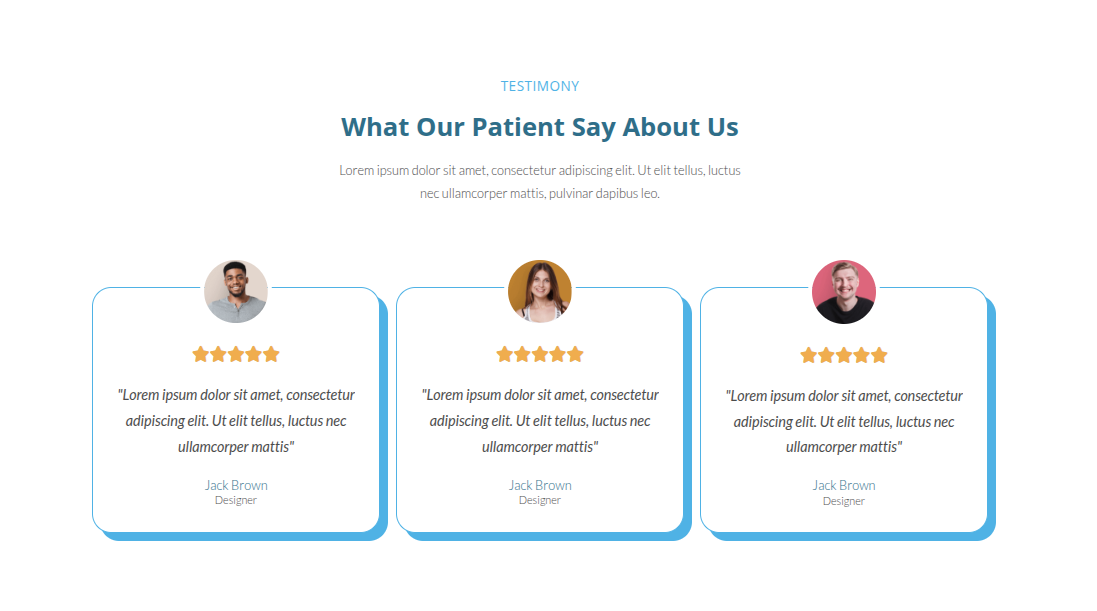 TESTIMONY
What Our Patient Say About Us
Lorem ipsum dolor sit amet, consectetur adipiscing elit. Ut elit tellus, luctus
nec ullamcorper mattis, pulvinar dapibus leo.
"Lorem ipsum dolor sit amet, consectetur
adipiscing elit. Ut elit tellus, luctus nec
ullamcorper mattis"
Jack Brown
Designer
"Lorem ipsum dolor sit amet, consectetur
adipiscing elit. Ut elit tellus, luctus nec
ullamcorper mattis"
Jack Brown
Designer
"Lorem ipsum dolor sit amet, consectetur
adipiscing elit. Ut elit tellus, luctus nec
ullamcorper mattis"
Jack Brown
Designer